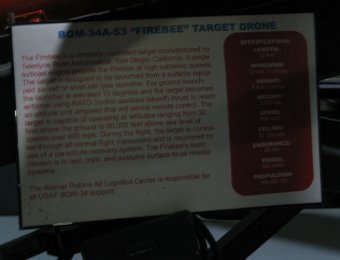 BQM-34A-53 "FIREBEE" TARGET DRONE
The Firebee is a remotely controlled target manufactured by
Teledyne Ryan Aeronautical, San Diego, California. A single
turbojet engine propels the Firebee at high subsonic speeds.
The target is designed to be launched from a suitably equip-
ped aircraft or short rail type launcher. For ground search,
the launcher is elevated 15 degrees and the target becomes
airborne using RATO (rocket assisted takeoff) thrust to reach
an altitude and airspeed that will permit remote control. The
target is capable of operating at altitudes ranging from 50
feet above the ground to 60,000 feet above sea level at
speeds over 600 mph. During the flight, the target is control-
led through all normal flight maneuvers and is recovered by
use of a parachute recovery system. The Firebee's basic
mission is to test, train, and evaluate surface-to-air missile
systems.
The Warner Robins Air Logistics Center is responsible for
all USAF BQM-34 support.
SPECIFICATIONS:
LENGTH:
WINGSPAN:
HEIGHT:
WEIGHT:
SPEED:
CEILING:
ENDURANCE:
RANGE:
PROPULSION: